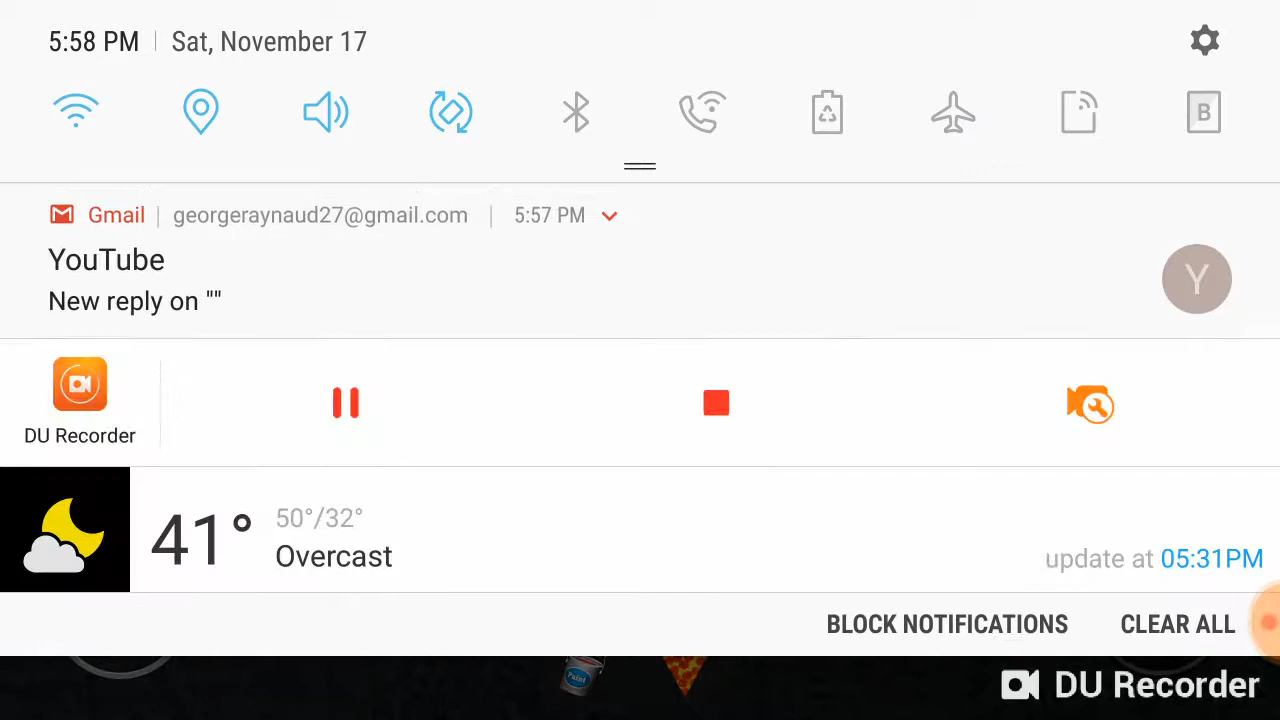 5:58 PM | Sat, November 17
B
Gmail | georgeraynaud27@gmail.com | 5:57 PM
YouTube
Y
New reply on ""
DU Recorder
41° 50°/32°
Overcast
update at 05:31PM
BLOCK NOTIFICATIONS CLEAR ALL
Paint
DU Recorder